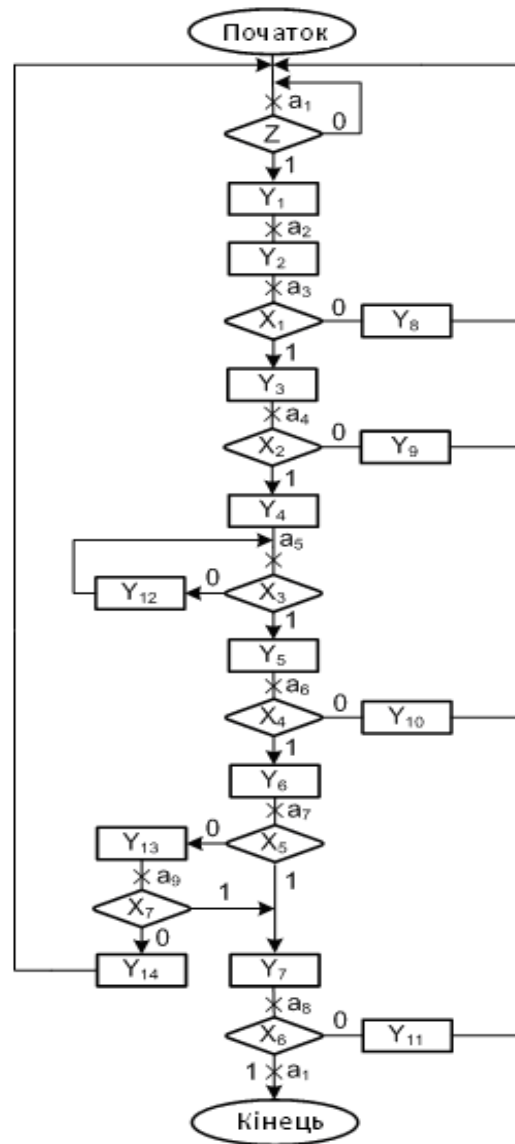 Початок
a₁
Z 0
1
Y₁
a₂
Y₂
a₃
X₁ 0 Y₈
1
Y₃
a₄
X₂ 0 Y₉
1
Y₄
a₅
Y₁₂ 0 X₃
1
Y₅
a₆
X₄ 0 Y₁₀
1
Y₆
a₇
Y₁₃ 0 X₅
a₉
X₇ 1 1
0
Y₁₄ Y₇
a₈
X₆ 0 Y₁₁
1 a₁
Кінець